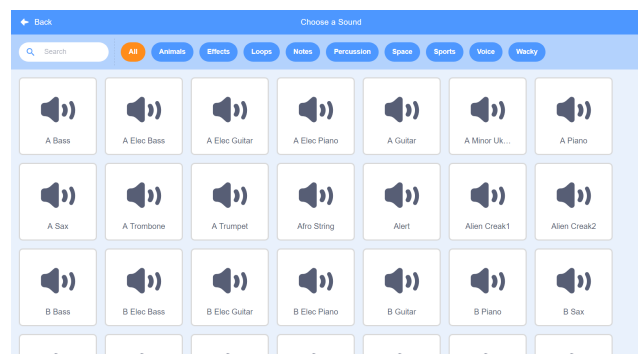 Back Choose a Sound
Search All Animals Effects Loops Notes Percussion Space Sports Voice Wacky
A Bass A Elec Bass A Elec Guitar A Elec Piano A Guitar A Minor Uk... A Piano
A Sax A Trombone A Trumpet Afro String Alert Alien Creak1 Alien Creak2
B Bass B Elec Bass B Elec Guitar B Elec Piano B Guitar B Piano B Sax